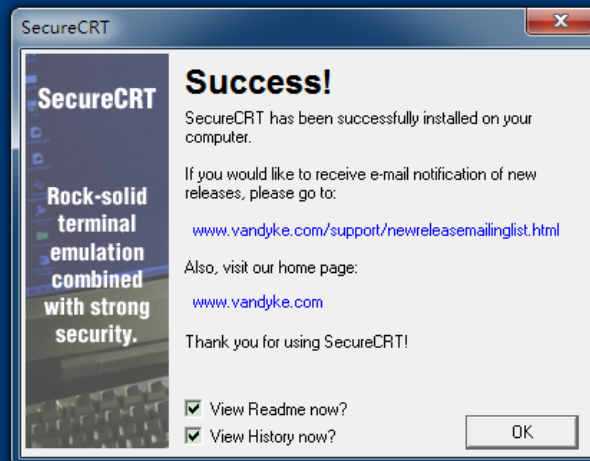 SecureCRT
SecureCRT
Rock-solid
terminal
emulation
combined
with strong
security.
Success!
SecureCRT has been successfully installed on your
computer.
If you would like to receive e-mail notification of new
releases, please go to:
www.vandyke.com/support/newreleasemailinglist.html
Also, visit our home page:
www.vandyke.com
Thank you for using SecureCRT!
View Readme now?
View History now?
OK